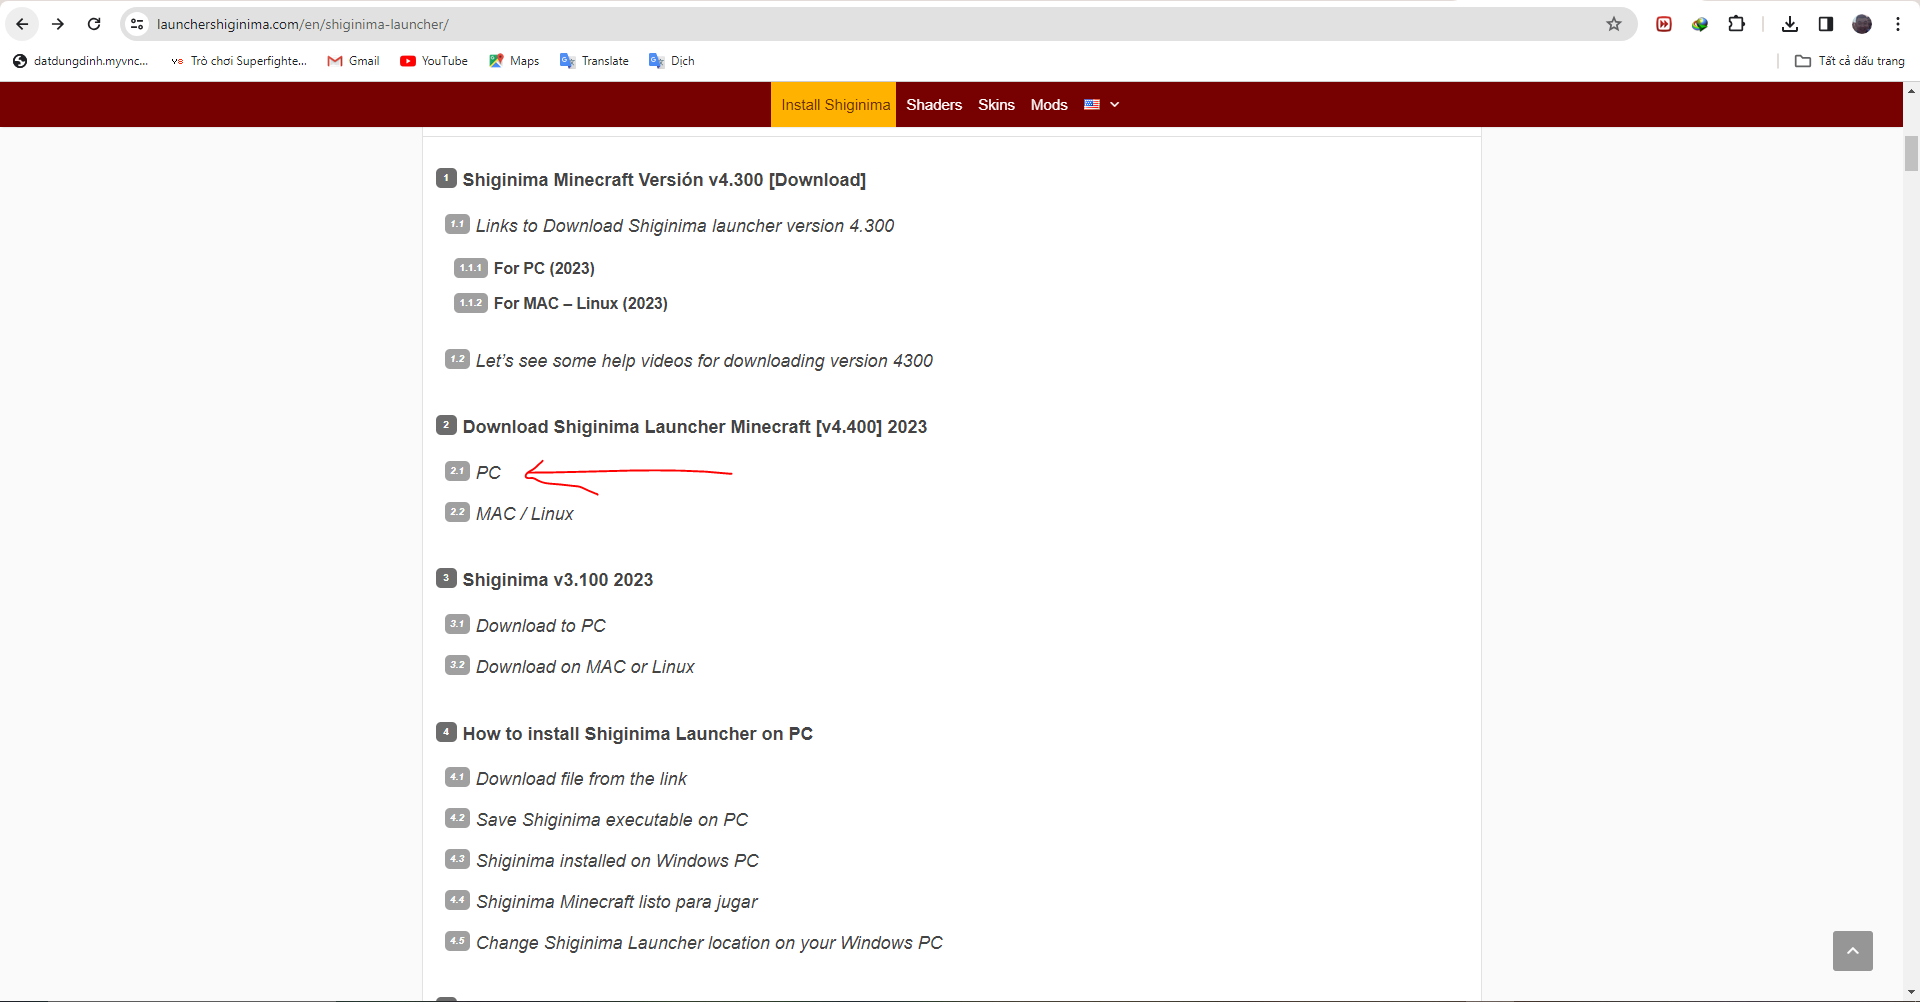 launchershiginima.com/en/shiginima-launcher/
datdungdinh.myvnc... Trò chơi Superfighte... Gmail YouTube Maps Translate Dịch Tất cả dấu trang
Install Shiginima Shaders Skins Mods
1 Shiginima Minecraft Versión v4.300 [Download]
1.1 Links to Download Shiginima launcher version 4.300
1.1.1 For PC (2023)
1.1.2 For MAC – Linux (2023)
1.2 Let’s see some help videos for downloading version 4300
2 Download Shiginima Launcher Minecraft [v4.400] 2023
2.1 PC
2.2 MAC / Linux
3 Shiginima v3.100 2023
3.1 Download to PC
3.2 Download on MAC or Linux
4 How to install Shiginima Launcher on PC
4.1 Download file from the link
4.2 Save Shiginima executable on PC
4.3 Shiginima installed on Windows PC
4.4 Shiginima Minecraft listo para jugar
4.5 Change Shiginima Launcher location on your Windows PC